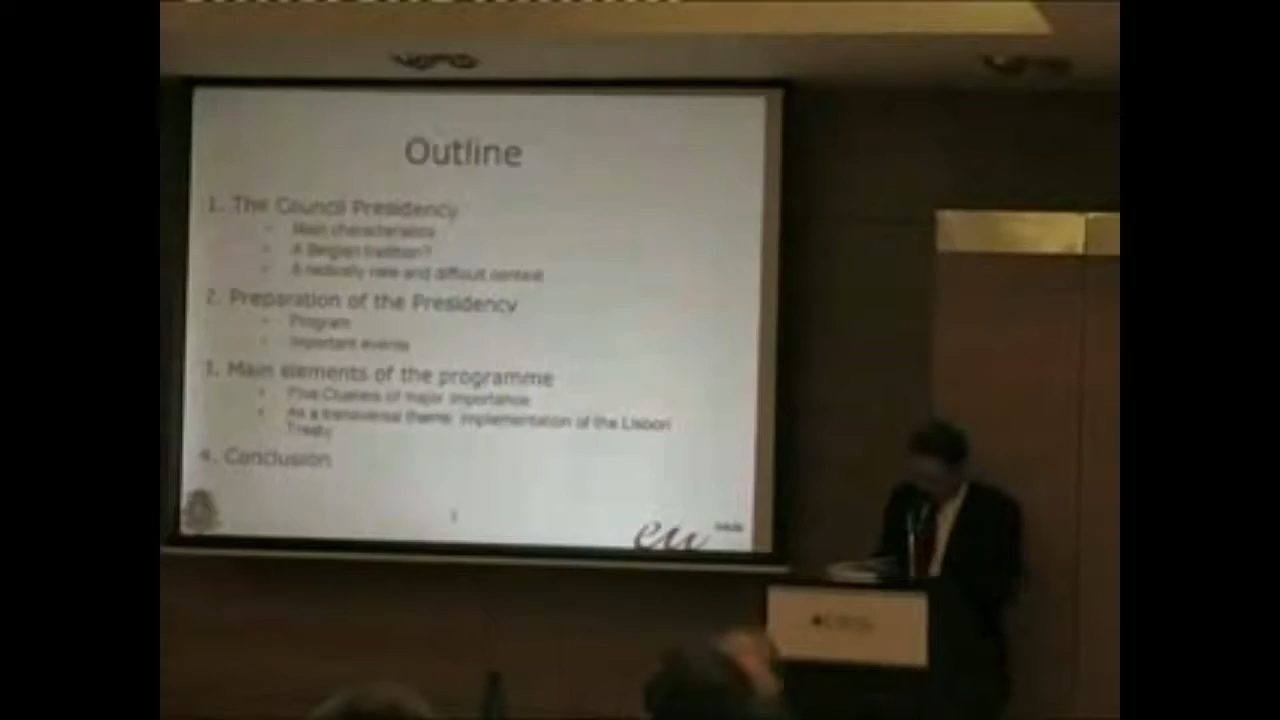 Outline
1. The Council Presidency
Main characteristics
A Belgian tradition?
A radically new and difficult context
2. Preparation of the Presidency
Program
Important events
3. Main elements of the programme
Five Clusters of major importance
As a transversal theme: implementation of the Lisbon
Treaty
4. Conclusion
eu